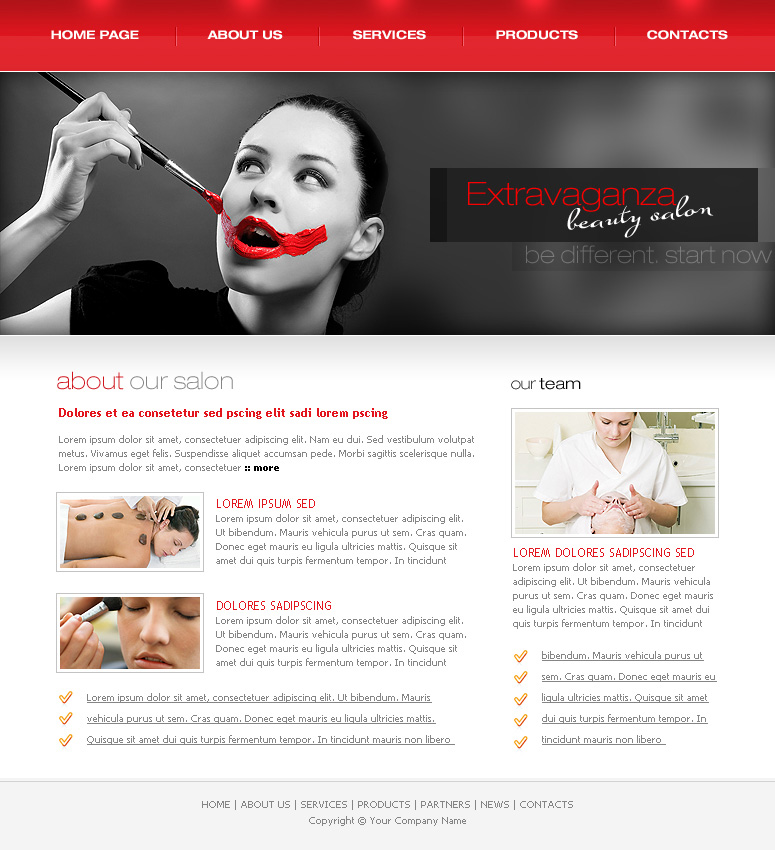 HOME PAGE
ABOUT US
SERVICES
PRODUCTS
CONTACTS
Extravaganza
beauty salon
be different. start now
about our salon
Dolores et ea consetetur sed pscing elit sadi lorem pscing
Lorem ipsum dolor sit amet, consectetuer adipiscing elit. Nam eu dui. Sed vestibulum volutpat
metus. Vivamus eget felis. Suspendisse aliquet accumsan pede. Morbi sagittis scelerisque nulla.
Lorem ipsum dolor sit amet, consectetuer :: more
LOREM IPSUM SED
Lorem ipsum dolor sit amet, consectetuer adipiscing elit.
Ut bibendum. Mauris vehicula purus ut sem. Cras quam.
Donec eget mauris eu ligula ultricies mattis. Quisque sit
amet dui quis turpis fermentum tempor. In tincidunt
DOLORES SADIPSCING
Lorem ipsum dolor sit amet, consectetuer adipiscing elit.
Ut bibendum. Mauris vehicula purus ut sem. Cras quam.
Donec eget mauris eu ligula ultricies mattis. Quisque sit
amet dui quis turpis fermentum tempor. In tincidunt
Lorem ipsum dolor sit amet, consectetuer adipiscing elit. Ut bibendum. Mauris
vehicula purus ut sem. Cras quam. Donec eget mauris eu ligula ultricies mattis.
Quisque sit amet dui quis turpis fermentum tempor. In tincidunt mauris non libero
our team
LOREM DOLORES SADIPSCING SED
Lorem ipsum dolor sit amet, consectetuer
adipiscing elit. Ut bibendum. Mauris vehicula
purus ut sem. Cras quam. Donec eget mauris
eu ligula ultricies mattis. Quisque sit amet dui
quis turpis fermentum tempor. In tincidunt
bibendum. Mauris vehicula purus ut
sem. Cras quam. Donec eget mauris eu
ligula ultricies mattis. Quisque sit amet
dui quis turpis fermentum tempor. In
tincidunt mauris non libero
HOME | ABOUT US | SERVICES | PRODUCTS | PARTNERS | NEWS | CONTACTS
Copyright © Your Company Name